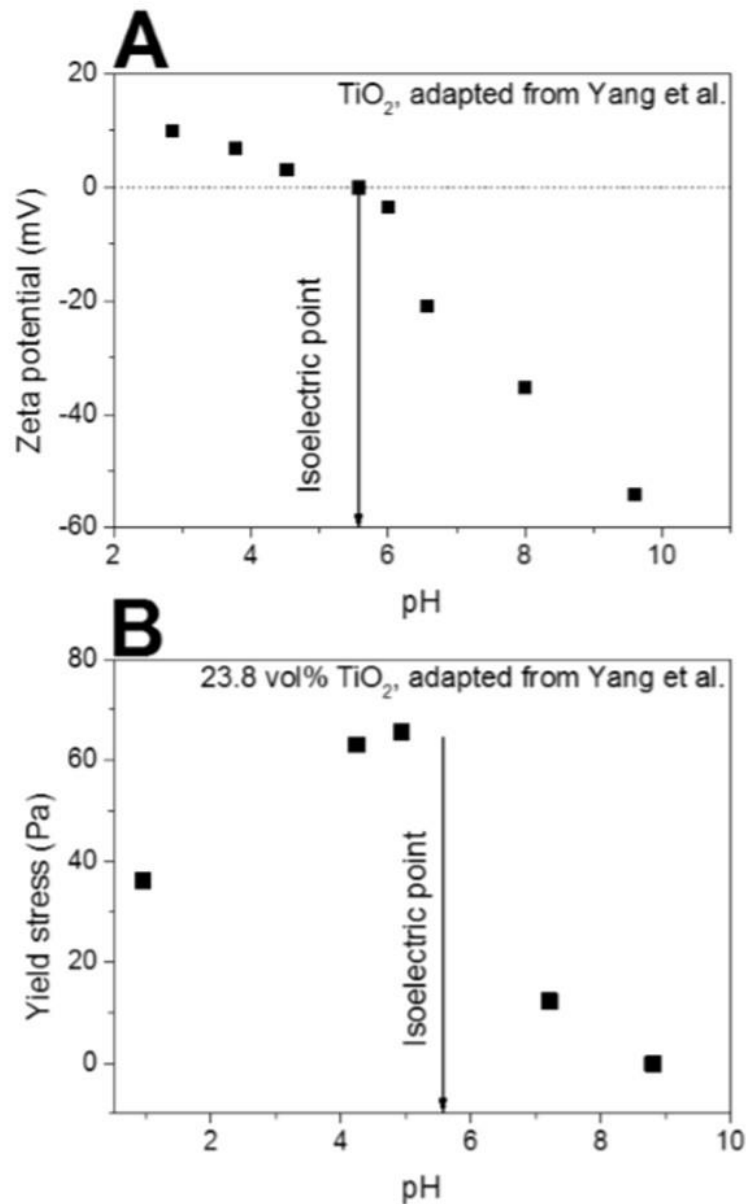 A
TiO2, adapted from Yang et al.
20
0
-20
-40
-60
Zeta potential (mV)
Isoelectric point
2 4 6 8 10
pH
B
23.8 vol% TiO2, adapted from Yang et al.
80
60
40
20
0
Yield stress (Pa)
Isoelectric point
2 4 6 8 10
pH